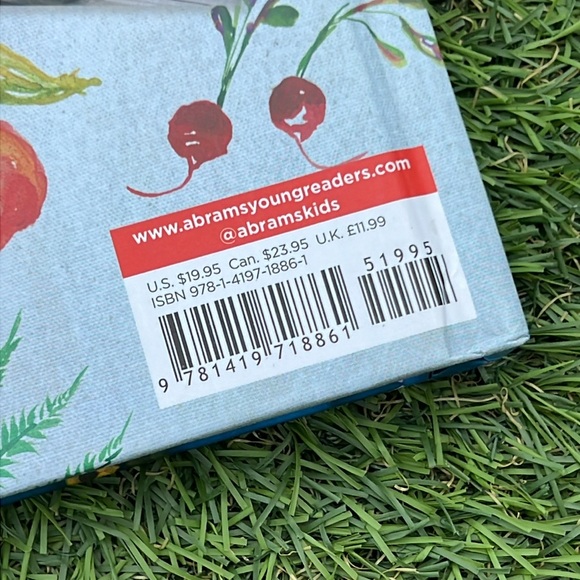 www.abramsyoungreaders.com
@abramskids
U.S. $19.95 Can. $23.95 U.K. £11.99
ISBN 978-1-4197-1886-1
51995
9 781419 718861